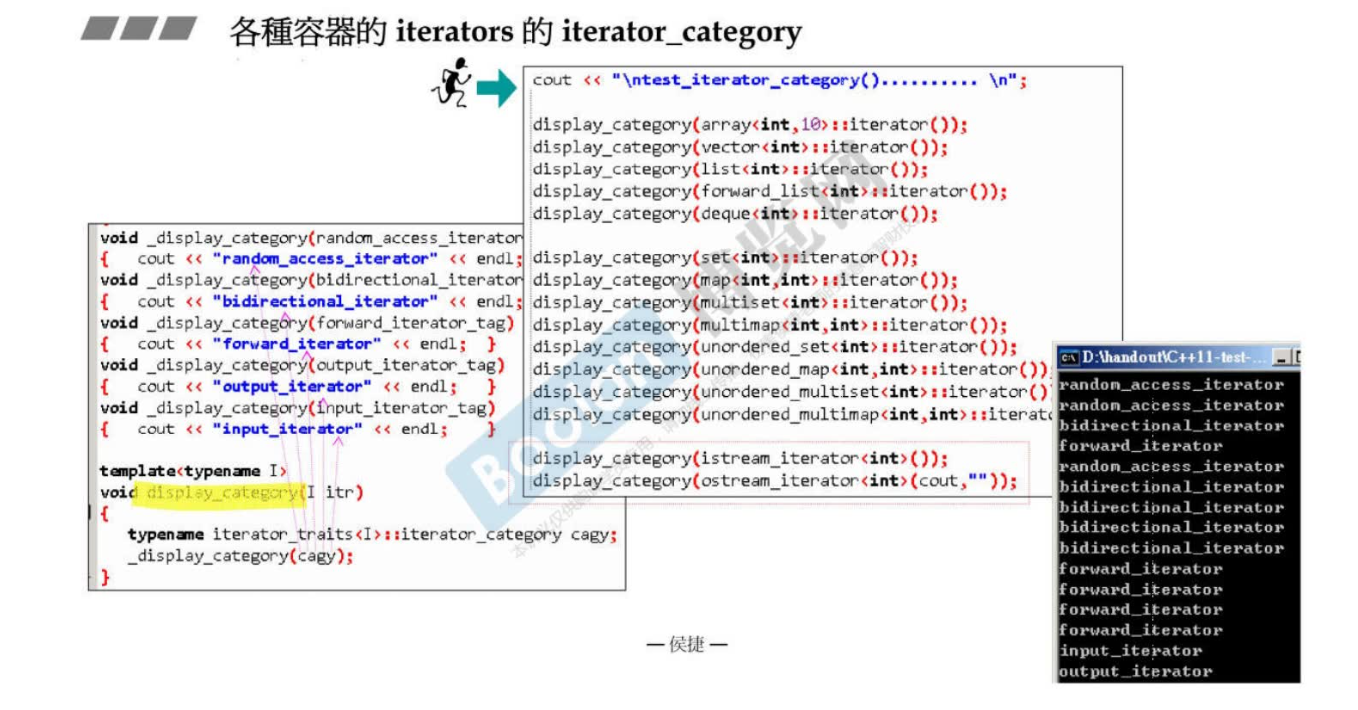 各種容器的 iterators 的 iterator_category
cout << "\ntest_iterator_category().......... \n";
display_category(array<int,10>::iterator());
display_category(vector<int>::iterator());
display_category(list<int>::iterator());
display_category(forward_list<int>::iterator());
display_category(deque<int>::iterator());
display_category(set<int>::iterator());
display_category(map<int,int>::iterator());
display_category(multiset<int>::iterator());
display_category(multimap<int,int>::iterator());
display_category(unordered_set<int>::iterator());
display_category(unordered_map<int,int>::iterator());
display_category(unordered_multiset<int>::iterator()
display_category(unordered_multimap<int,int>::iterato
display_category(istream_iterator<int>());
display_category(ostream_iterator<int>(cout,""));
void _display_category(random_access_iterator
{ cout << "random_access_iterator" << endl;
void _display_category(bidirectional_iterator
{ cout << "bidirectional_iterator" << endl;
void _display_category(forward_iterator_tag)
{ cout << "forward_iterator" << endl; }
void _display_category(output_iterator_tag)
{ cout << "output_iterator" << endl; }
void _display_category(input_iterator_tag)
{ cout << "input_iterator" << endl; }
template<typename I>
void display_category(I itr)
{
typename iterator_traits<I>::iterator_category cagy;
_display_category(cagy);
}
D:\handout\C++11-test-...
random_access_iterator
random_access_iterator
bidirectional_iterator
forward_iterator
random_access_iterator
bidirectional_iterator
bidirectional_iterator
bidirectional_iterator
bidirectional_iterator
forward_iterator
forward_iterator
forward_iterator
forward_iterator
input_iterator
output_iterator
Boolan
博览网
— 侯捷 —